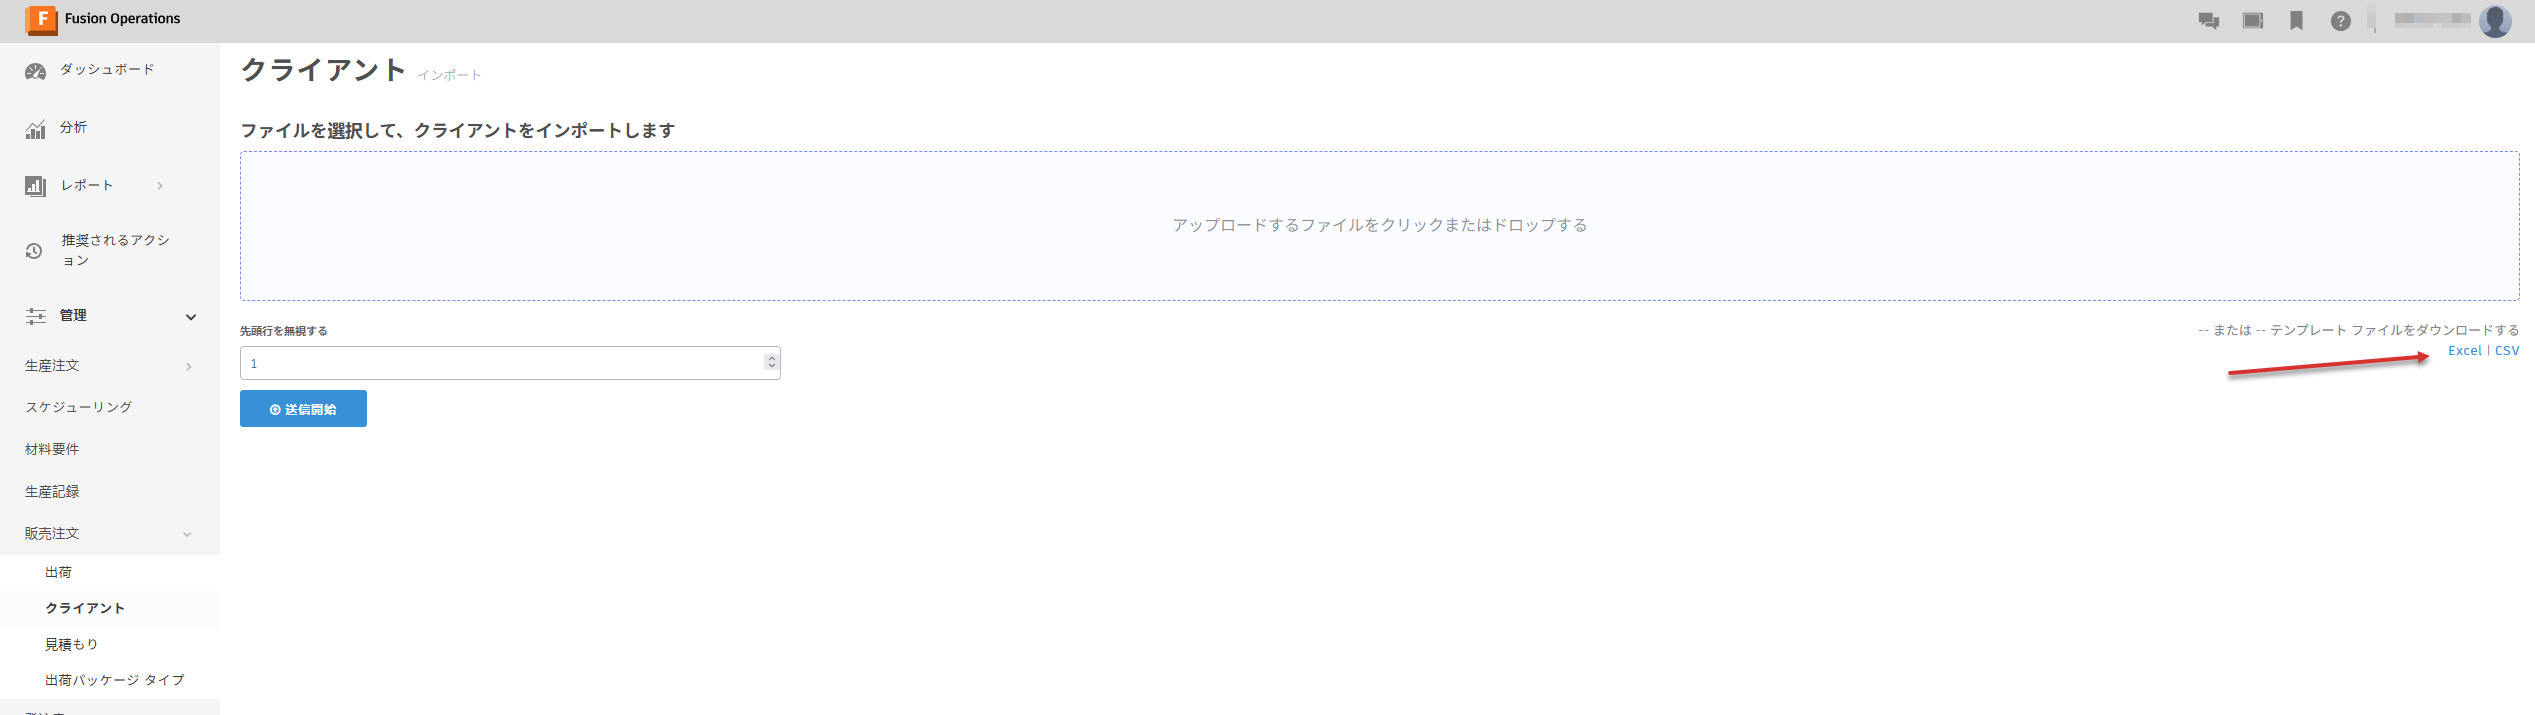 F Fusion Operations
ダッシュボード
分析
レポート
推奨されるアクシ
ョン
管理
生産注文
スケジューリング
材料要件
生産記録
販売注文
出荷
クライアント
見積もり
出荷パッケージ タイプ
クライアント インポート
ファイルを選択して、クライアントをインポートします
アップロードするファイルをクリックまたはドロップする
先頭行を無視する
1
送信開始
-- または -- テンプレート ファイルをダウンロードする
Excel | CSV